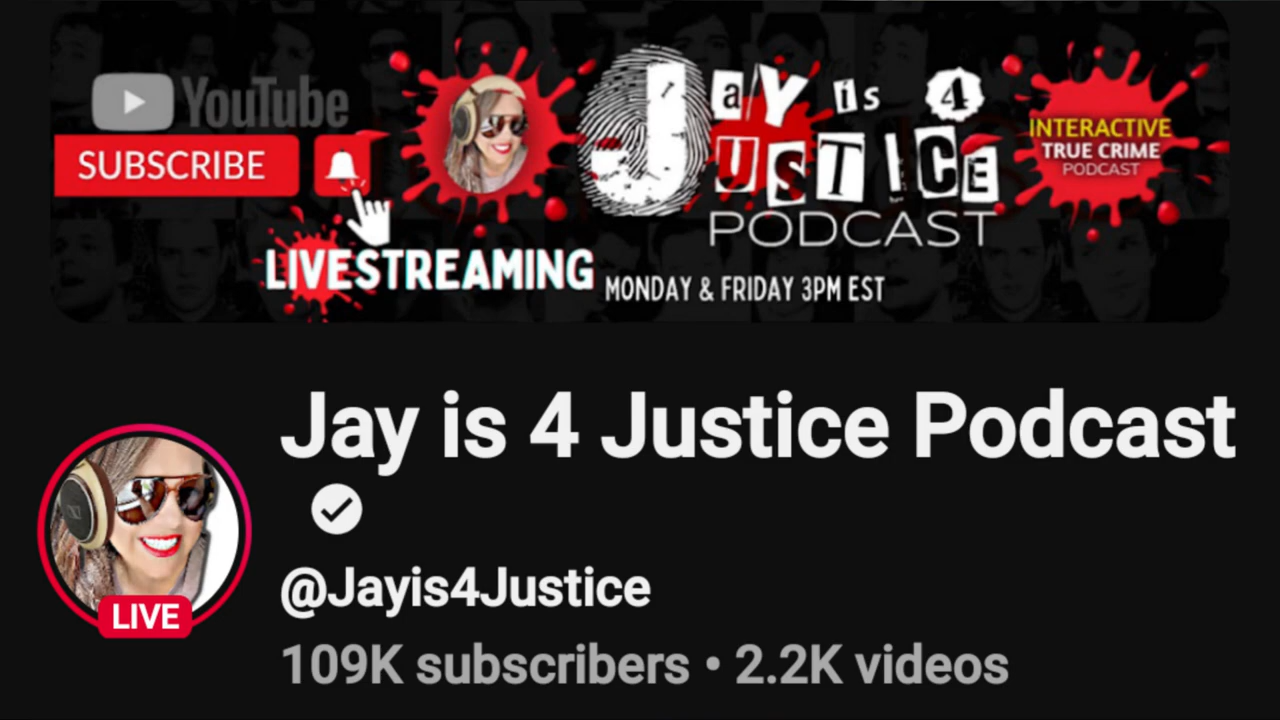 YouTube
SUBSCRIBE
Jay is 4
JUSTICE
PODCAST
INTERACTIVE
TRUE CRIME
PODCAST
LIVESTREAMING
MONDAY & FRIDAY 3PM EST
Jay is 4 Justice Podcast
@Jayis4Justice
LIVE
109K subscribers • 2.2K videos